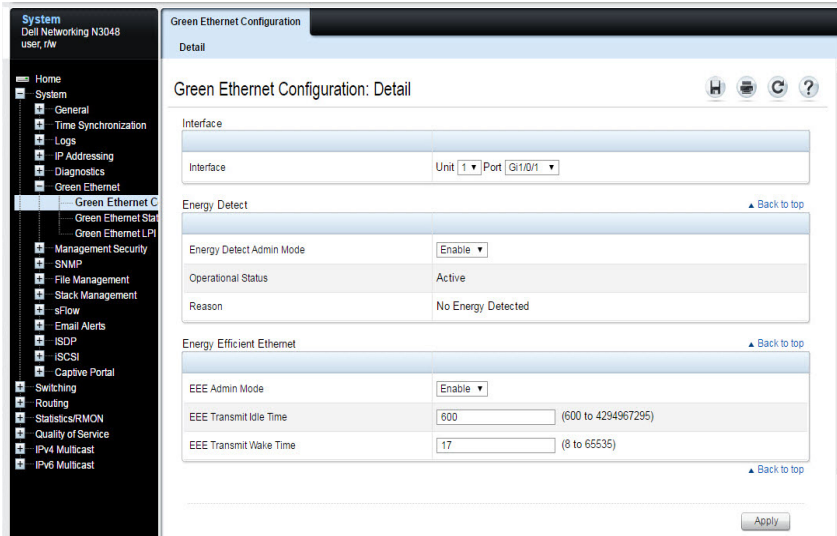 System
Dell Networking N3048
user, r/w
Home
System
General
Time Synchronization
Logs
IP Addressing
Diagnostics
Green Ethernet
Green Ethernet C
Green Ethernet Stat
Green Ethernet LPI
Management Security
SNMP
File Management
Stack Management
sFlow
Email Alerts
ISDP
iSCSI
Captive Portal
Switching
Routing
Statistics/RMON
Quality of Service
IPv4 Multicast
IPv6 Multicast
Green Ethernet Configuration
Detail
Green Ethernet Configuration: Detail
?
Interface
Interface Unit 1 Port Gi1/0/1
Energy Detect ▲ Back to top
Energy Detect Admin Mode Enable
Operational Status Active
Reason No Energy Detected
Energy Efficient Ethernet ▲ Back to top
EEE Admin Mode Enable
EEE Transmit Idle Time 600 (600 to 4294967295)
EEE Transmit Wake Time 17 (8 to 65535)
▲ Back to top
Apply